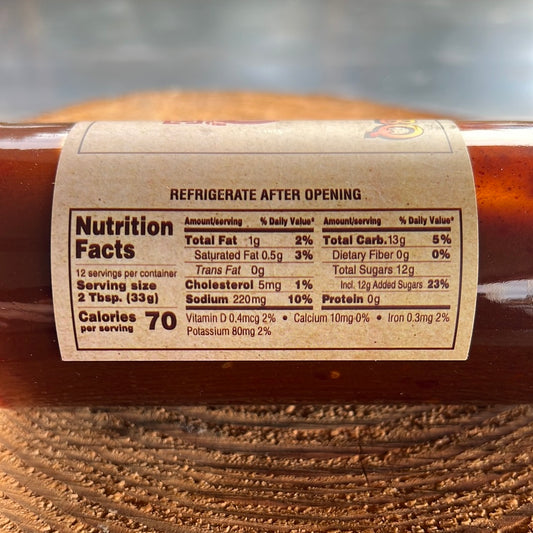 REFRIGERATE AFTER OPENING
Nutrition
Facts
12 servings per container
Serving size
2 Tbsp. (33g)
Calories 70
per serving
Amount/serving % Daily Value*
Total Fat 1g 2%
Saturated Fat 0.5g 3%
Trans Fat 0g
Cholesterol 5mg 1%
Sodium 220mg 10%
Amount/serving % Daily Value*
Total Carb. 13g 5%
Dietary Fiber 0g 0%
Total Sugars 12g
Incl. 12g Added Sugars 23%
Protein 0g
Vitamin D 0.4mcg 2% • Calcium 10mg 0% • Iron 0.3mg 2%
Potassium 80mg 2%